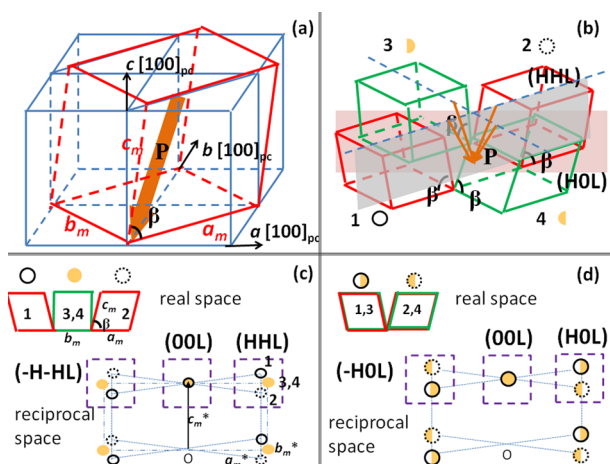 (a)
c [100]pc
cm
P
b [100]pc
β
bm
am
a [100]pc
(b)
3
2
(HHL)
β
P
β
(H0L)
β
β
1
4
(c)
1
3,4
2
cm
β
bm
am
real space
(-H-HL)
(00L)
(HHL)
1
3,4
2
reciprocal
space
cm*
bm*
am*
O
(d)
1,3
2,4
real space
(-H0L)
(00L)
(H0L)
reciprocal
space
O